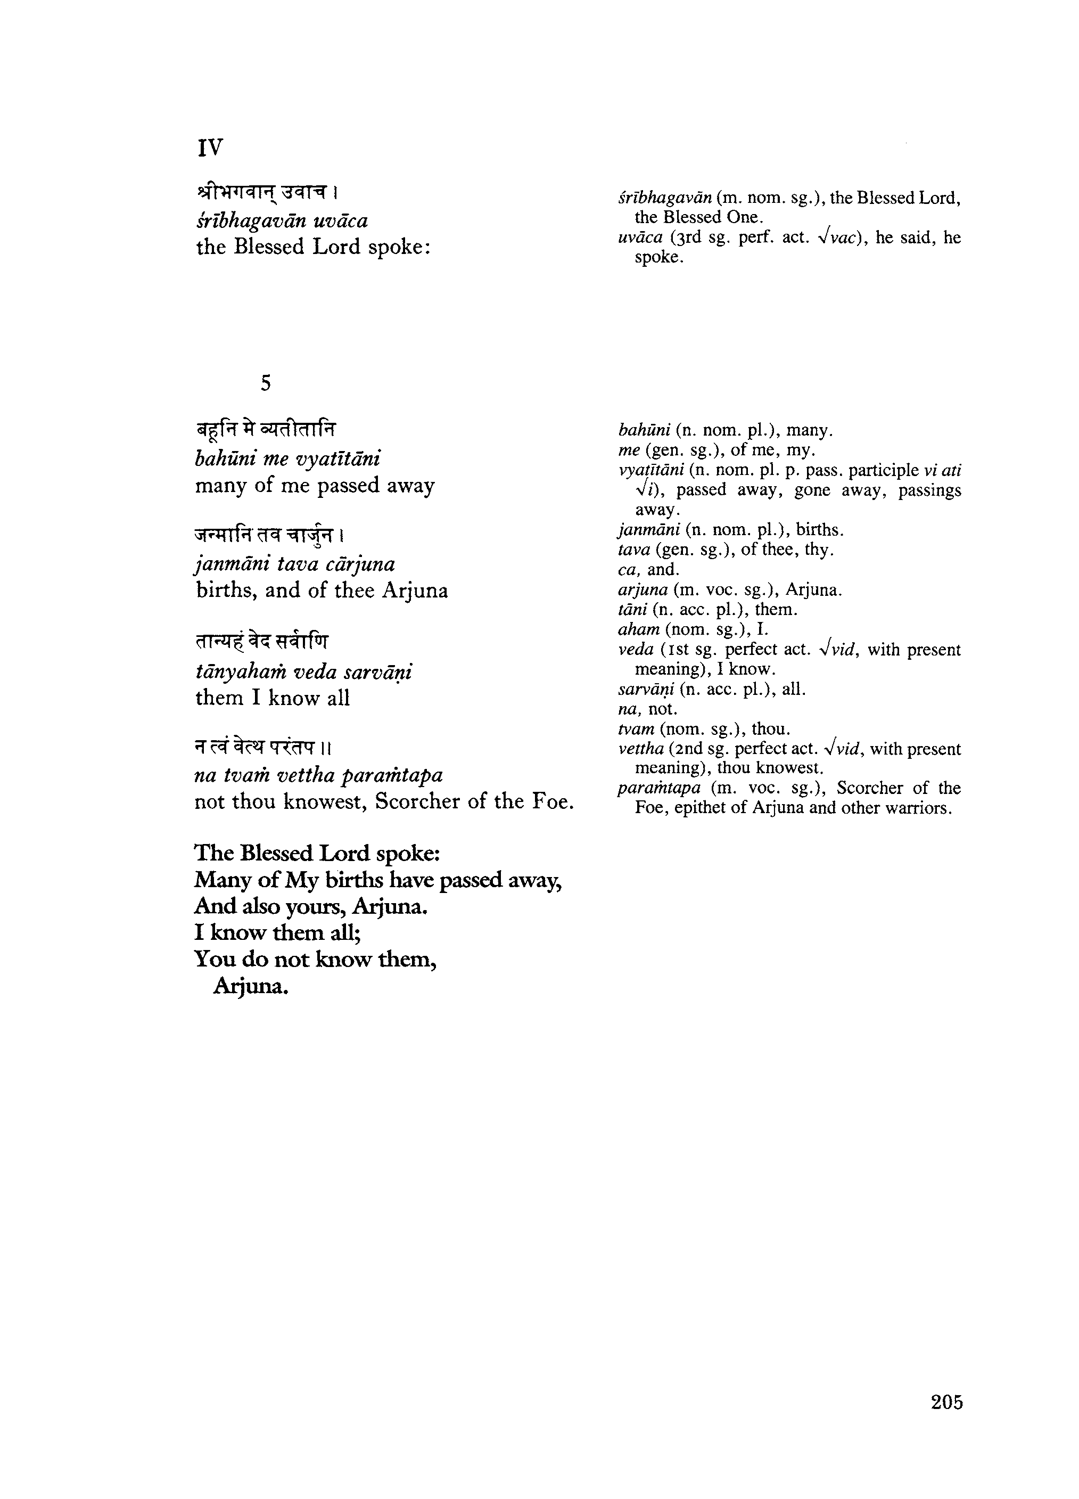 IV
श्रीभगवान् उवाच ।
śrībhagavān uvāca
the Blessed Lord spoke:
śrībhagavān (m. nom. sg.), the Blessed Lord,
the Blessed One.
uvāca (3rd sg. perf. act. √vac), he said, he
spoke.
5
बहूनि मे व्यतीतानि
bahūni me vyatītāni
many of me passed away
जन्मानि तव चार्जुन ।
janmāni tava cārjuna
births, and of thee Arjuna
तान्यहं वेद सर्वाणि
tānyahaṁ veda sarvāṇi
them I know all
न त्वं वेत्थ परंतप ॥
na tvaṁ vettha paraṁtapa
not thou knowest, Scorcher of the Foe.
The Blessed Lord spoke:
Many of My births have passed away,
And also yours, Arjuna.
I know them all;
You do not know them,
Arjuna.
bahūni (n. nom. pl.), many.
me (gen. sg.), of me, my.
vyaṭītāni (n. nom. pl. p. pass. participle vi ati
√i), passed away, gone away, passings
away.
janmāni (n. nom. pl.), births.
tava (gen. sg.), of thee, thy.
ca, and.
arjuna (m. voc. sg.), Arjuna.
tāni (n. acc. pl.), them.
aham (nom. sg.), I.
veda (1st sg. perfect act. √vid, with present
meaning), I know.
sarvāṇi (n. acc. pl.), all.
na, not.
tvam (nom. sg.), thou.
vettha (2nd sg. perfect act. √vid, with present
meaning), thou knowest.
paraṁtapa (m. voc. sg.), Scorcher of the
Foe, epithet of Arjuna and other warriors.
205